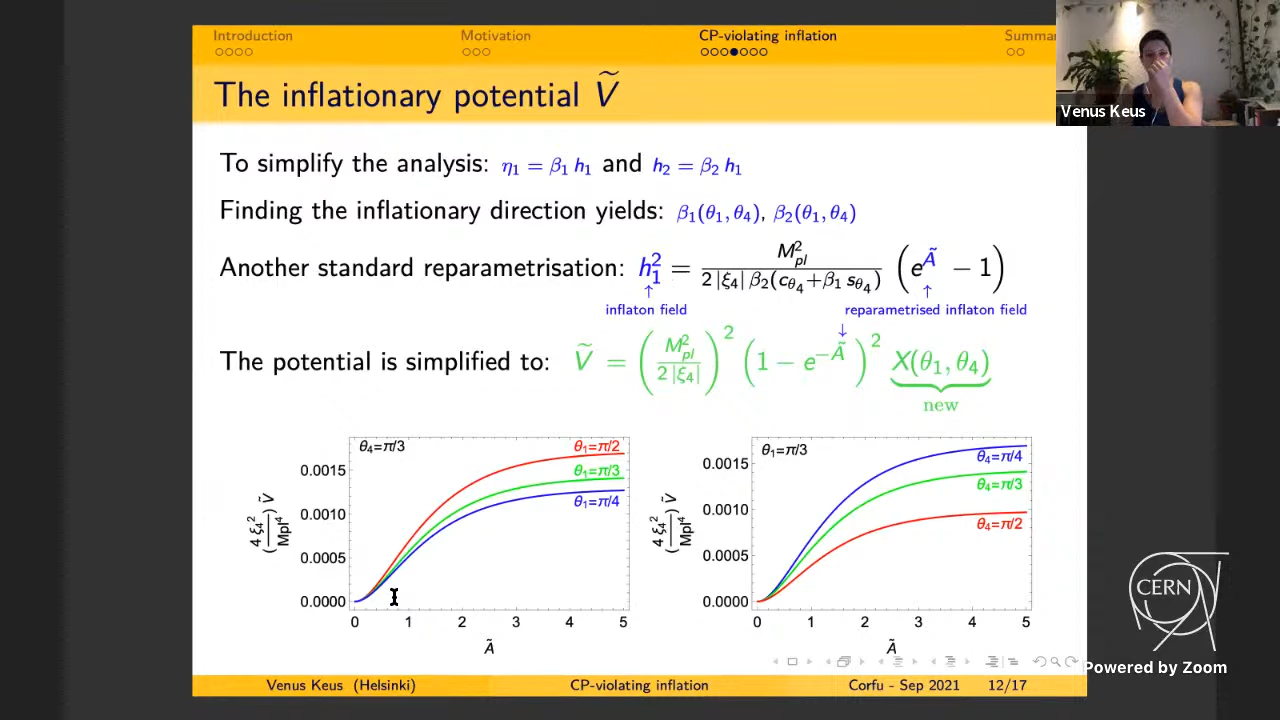 Introduction Motivation CP-violating inflation Summa
The inflationary potential Ṽ
Venus Keus
To simplify the analysis: η₁ = β₁ h₁ and h₂ = β₂ h₁
Finding the inflationary direction yields: β₁(θ₁, θ₄), β₂(θ₁, θ₄)
Another standard reparametrisation: h₁² = M²pl / 2 |ξ₄| β₂(cθ₄+β₁ sθ₄) (e^Ã − 1)
↑ ↑
inflaton field reparametrised inflaton field
↓
The potential is simplified to: Ṽ = (M²pl / 2 |ξ₄|)² (1 − e^−Ã)² X(θ₁, θ₄)
new
θ₄=π/3
θ₁=π/2
θ₁=π/3
θ₁=π/4
0.0015
0.0010
0.0005
0.0000
(4 ξ₄² / Mpl⁴) Ṽ
0 1 2 3 4 5
Ã
θ₁=π/3
θ₄=π/4
θ₄=π/3
θ₄=π/2
0.0015
0.0010
0.0005
0.0000
(4 ξ₄² / Mpl⁴) Ṽ
0 1 2 3 4 5
Ã
CERN
Powered by Zoom
Venus Keus (Helsinki) CP-violating inflation Corfu - Sep 2021 12/17